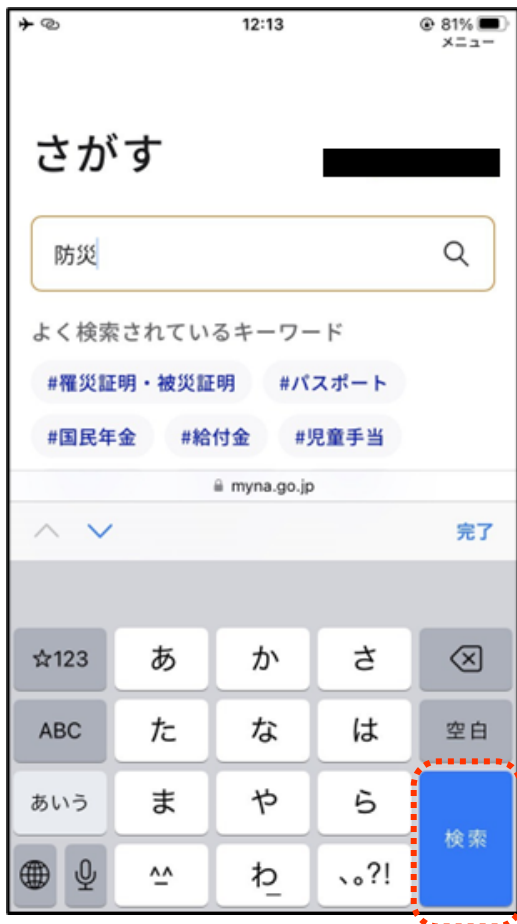 12:13
81%
メニュー
さがす
防災
よく検索されているキーワード
#罹災証明・被災証明 #パスポート
#国民年金 #給付金 #児童手当
myna.go.jp
完了
☆123 あ か さ
ABC た な は 空白
あいう ま や ら 検索
^^ わ_ 、。?!